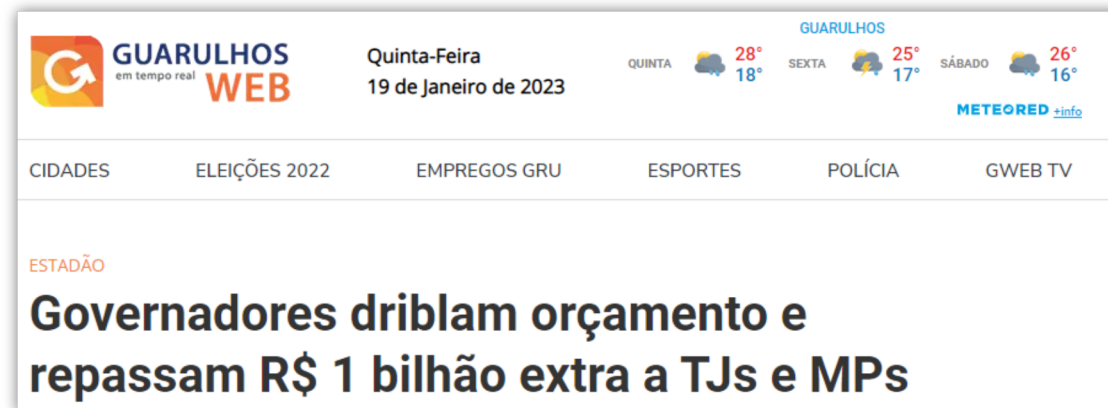 GUARULHOS
em tempo real WEB
Quinta-Feira
19 de Janeiro de 2023
GUARULHOS
QUINTA 28° 18° SEXTA 25° 17° SÁBADO 26° 16°
METEORED +info
CIDADES ELEIÇÕES 2022 EMPREGOS GRU ESPORTES POLÍCIA GWEB TV
ESTADÃO
Governadores driblam orçamento e
repassam R$ 1 bilhão extra a TJs e MPs